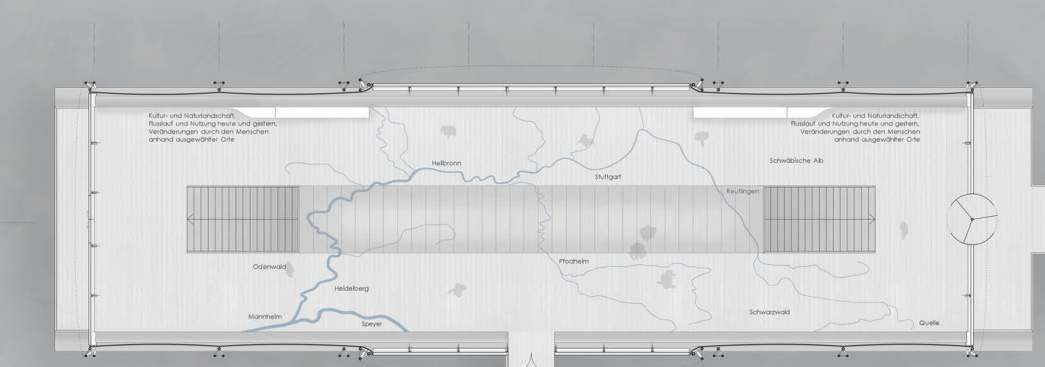 Kultur- und Naturlandschaft,
Flusslauf und Nutzung heute und gestern,
Veränderungen durch den Menschen
anhand ausgewählter Orte
Kultur- und Naturlandschaft,
Flusslauf und Nutzung heute und gestern,
Veränderungen durch den Menschen
anhand ausgewählter Orte
Heilbronn
Schwäbische Alb
Stuttgart
Reutlingen
Odenwald
Pforzheim
Heidelberg
Mannheim
Speyer
Schwarzwald
Quelle